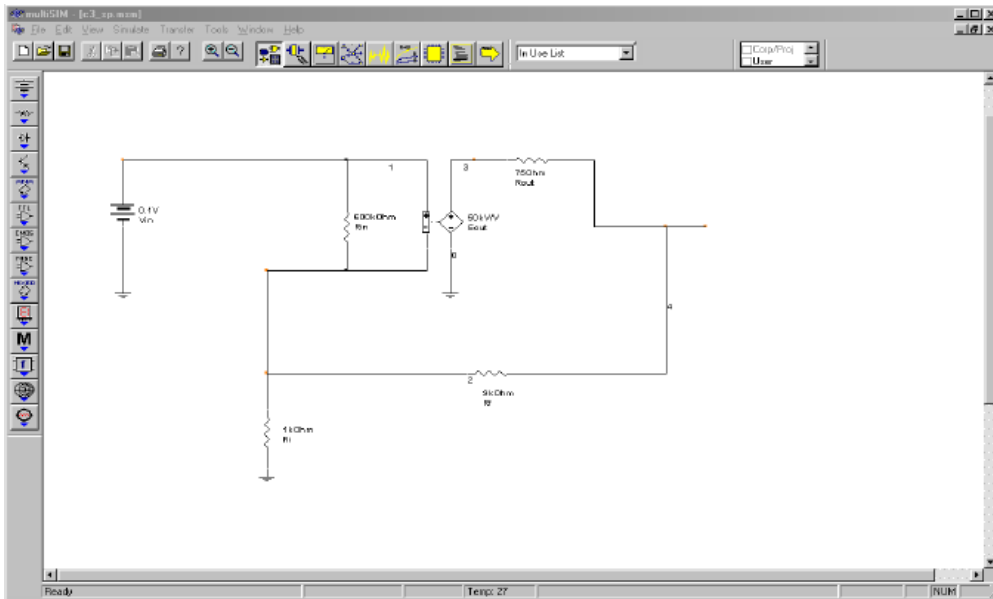 multiSIM - [c3_sp.msm]
File Edit View Simulate Transfer Tools Window Help
? In Use List Corp/Proj
User
1
3
75Ohm
Rout
0.1V
Vin
600kOhm
Rin
50kV/V
Eout
0
4
2
9kOhm
Rf
1kOhm
Ri
M
Ready Temp: 27 NUM